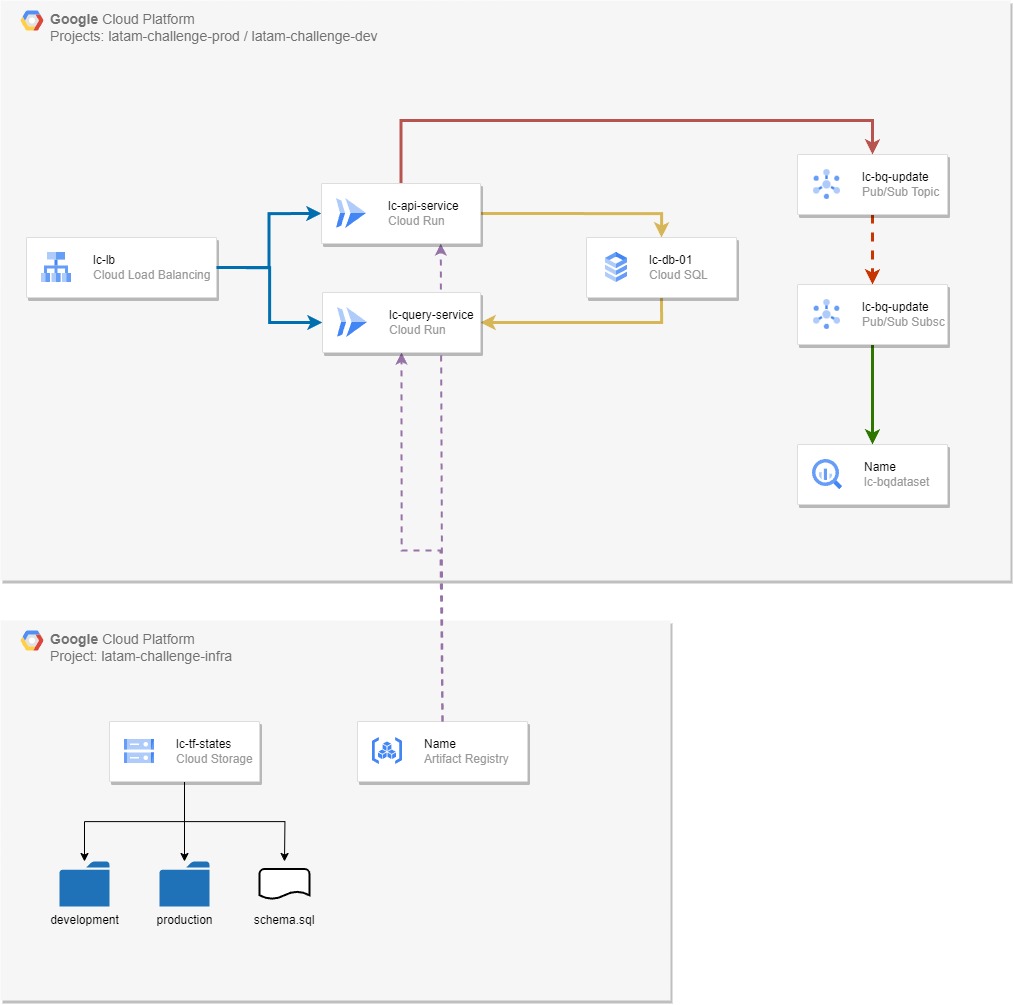 Google Cloud Platform
Projects: latam-challenge-prod / latam-challenge-dev
lc-bq-update
Pub/Sub Topic
lc-api-service
Cloud Run
lc-lb
Cloud Load Balancing
lc-db-01
Cloud SQL
lc-query-service
Cloud Run
lc-bq-update
Pub/Sub Subsc
Name
lc-bqdataset
Google Cloud Platform
Project: latam-challenge-infra
lc-tf-states
Cloud Storage
Name
Artifact Registry
development
production
schema.sql